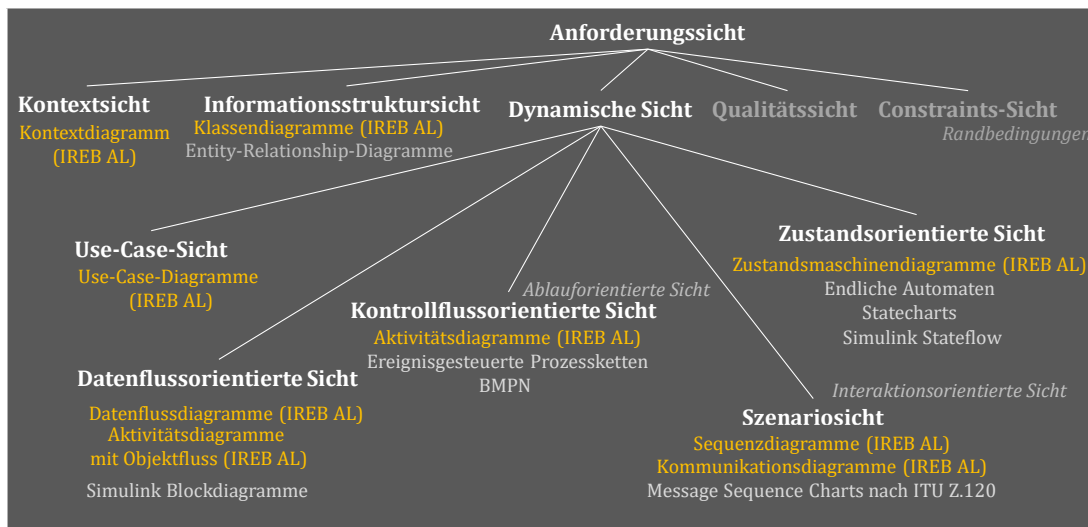 Anforderungssicht
Kontextsicht
Kontextdiagramm
(IREB AL)
Informationsstruktursicht
Klassendiagramme (IREB AL)
Entity-Relationship-Diagramme
Dynamische Sicht
Qualitätssicht
Constraints-Sicht
Randbedingungen
Use-Case-Sicht
Use-Case-Diagramme
(IREB AL)
Zustandsorientierte Sicht
Zustandsmaschinendiagramme (IREB AL)
Endliche Automaten
Statecharts
Simulink Stateflow
Ablauforientierte Sicht
Kontrollflussorientierte Sicht
Aktivitätsdiagramme (IREB AL)
Ereignisgesteuerte Prozessketten
BMPN
Datenflussorientierte Sicht
Datenflussdiagramme (IREB AL)
Aktivitätsdiagramme
mit Objektfluss (IREB AL)
Simulink Blockdiagramme
Interaktionsorientierte Sicht
Szenariosicht
Sequenzdiagramme (IREB AL)
Kommunikationsdiagramme (IREB AL)
Message Sequence Charts nach ITU Z.120